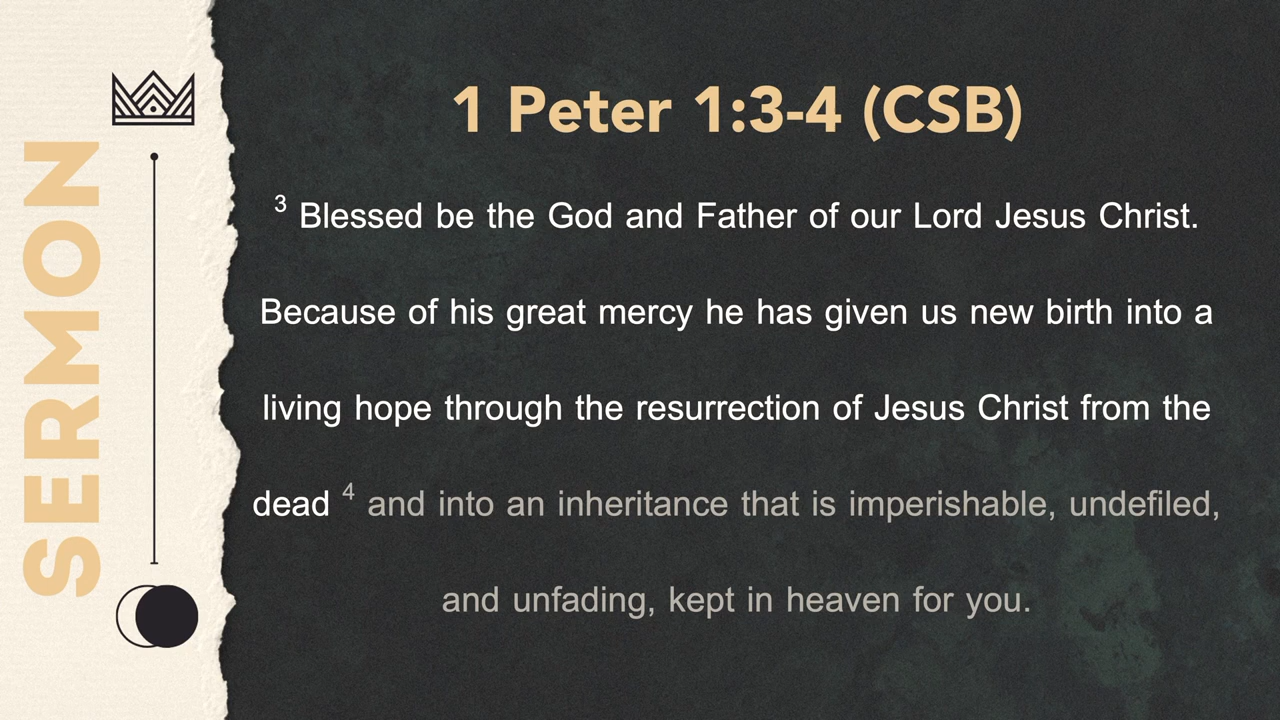 SERMON
1 Peter 1:3-4 (CSB)
3 Blessed be the God and Father of our Lord Jesus Christ.
Because of his great mercy he has given us new birth into a
living hope through the resurrection of Jesus Christ from the
dead 4 and into an inheritance that is imperishable, undefiled,
and unfading, kept in heaven for you.